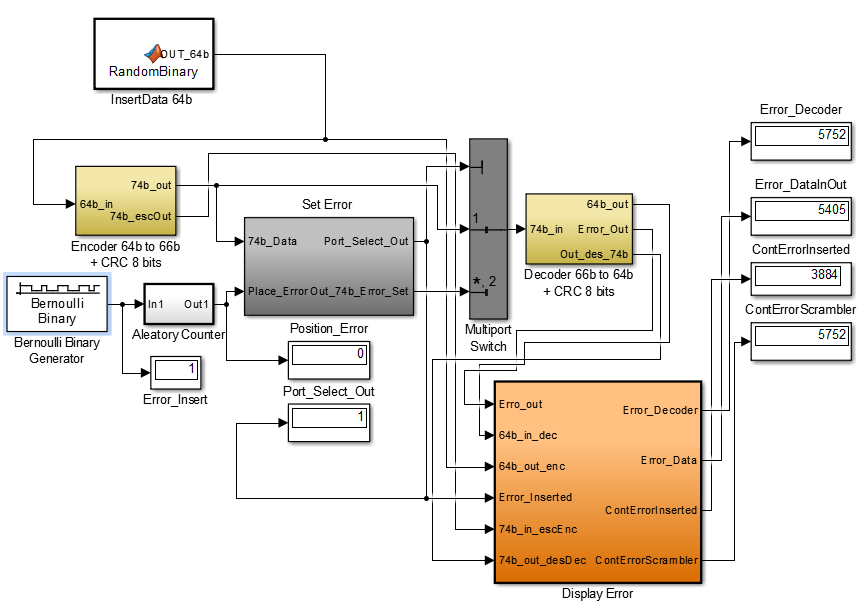 OUT_64b
RandomBinary
InsertData 64b
64b_in
74b_out
74b_escOut
Encoder 64b to 66b
+ CRC 8 bits
Bernoulli
Binary
Bernoulli Binary
Generator
In1
Out1
Aleatory Counter
1
Error_Insert
Set Error
74b_Data
Port_Select_Out
Place_Error
Out_74b_Error_Set
Position_Error
0
Port_Select_Out
1
1
*, 2
Multiport
Switch
74b_in
64b_out
Error_Out
Out_des_74b
Decoder 66b to 64b
+ CRC 8 bits
Error_Decoder
5752
Error_DataInOut
5405
ContErrorInserted
3884
ContErrorScrambler
5752
Erro_out
64b_in_dec
64b_out_enc
Error_Inserted
74b_in_escEnc
74b_out_desDec
Error_Decoder
Error_Data
ContErrorInserted
ContErrorScrambler
Display Error